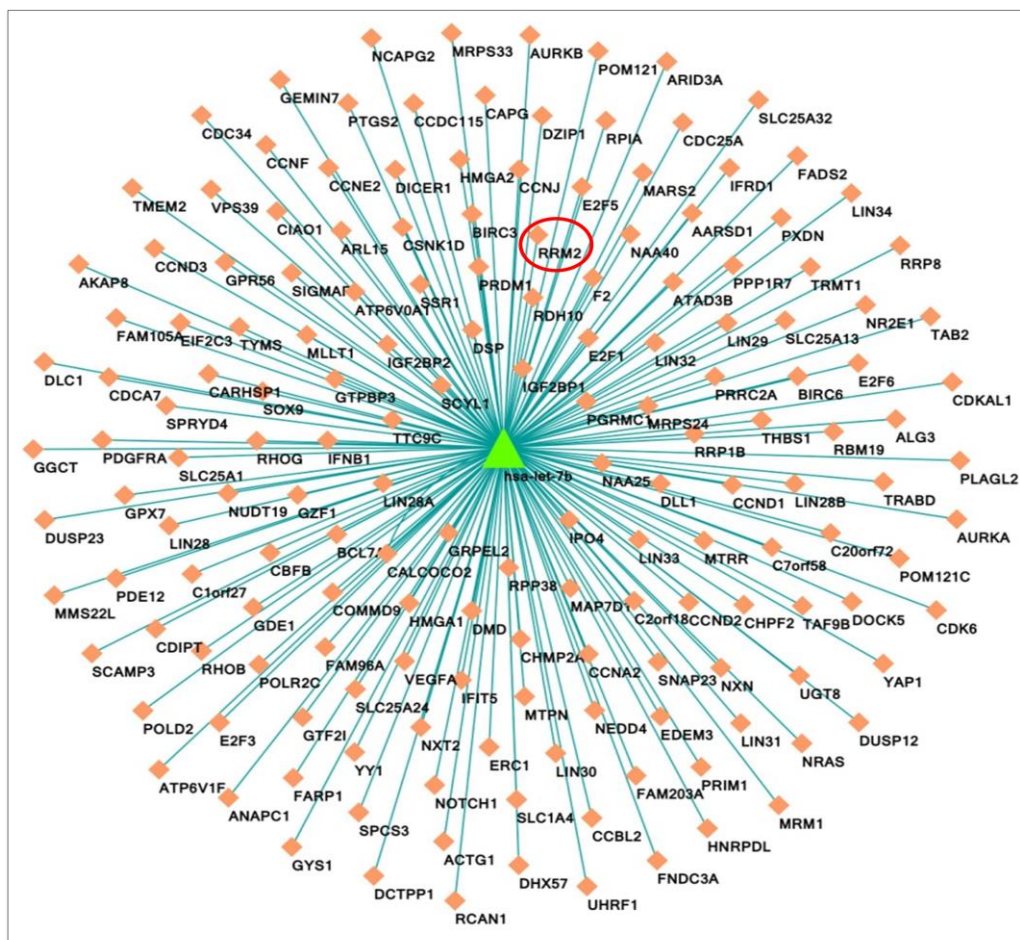 MRPS33
AURKB
NCAPG2
POM121
ARID3A
GEMIN7
PTGS2
CCDC115
CAPG
DZIP1
RPIA
SLC25A32
CDC34
CCNF
CDC25A
CCNE2
DICER1
HMGA2
CCNJ
MARS2
IFRD1
FADS2
TMEM2
VPS39
E2F5
LIN34
CIAO1
ARL15
CSNK1D
BIRC3
AARSD1
PXDN
RRM2
NAA40
RRP8
CCND3
AKAP8
GPR56
SIGMAR
ATP6V0A1
SSR1
PRDM1
F2
ATAD3B
PPP1R7
TRMT1
RDH10
NR2E1
TAB2
FAM105A
EIF2C3
TYMS
MLLT1
IGF2BP2
DSP
E2F1
LIN32
LIN29
SLC25A13
DLC1
CDCA7
CARHSP1
SOX9
GTPBP3
SCYL1
IGF2BP1
PRRC2A
BIRC6
E2F6
CDKAL1
SPRYD4
TTC9C
PGRMC1
MRPS24
THBS1
RBM19
ALG3
GGCT
PDGFRA
SLC25A1
RHOG
IFNB1
RRP1B
PLAGL2
hsa-let-7b
NAA25
DLL1
CCND1
LIN28B
TRABD
GPX7
NUDT19
GZF1
LIN28A
DUSP23
LIN28
BCL7A
GRPEL2
IPO4
LIN33
MTRR
C20orf72
AURKA
CBFB
CALCOCO2
C7orf58
POM121C
MMS22L
PDE12
C1orf27
COMMD9
RPP38
MAP7D1
GDE1
HMGA1
DMD
C2orf18
CCND2
CHPF2
TAF9B
DOCK5
CDK6
SCAMP3
CDIPT
RHOB
POLR2C
FAM96A
VEGFA
IFIT5
CHMP2A
CCNA2
SNAP23
NXN
UGT8
YAP1
SLC25A24
POLD2
E2F3
GTF2I
NXT2
MTPN
NEDD4
EDEM3
LIN31
NRAS
DUSP12
ATP6V1F
ANAPC1
FARP1
YY1
ERC1
LIN30
NOTCH1
SLC1A4
FAM203A
PRIM1
MRM1
GYS1
SPCS3
CCBL2
HNRPDL
ACTG1
DHX57
FNDC3A
DCTPP1
RCAN1
UHRF1